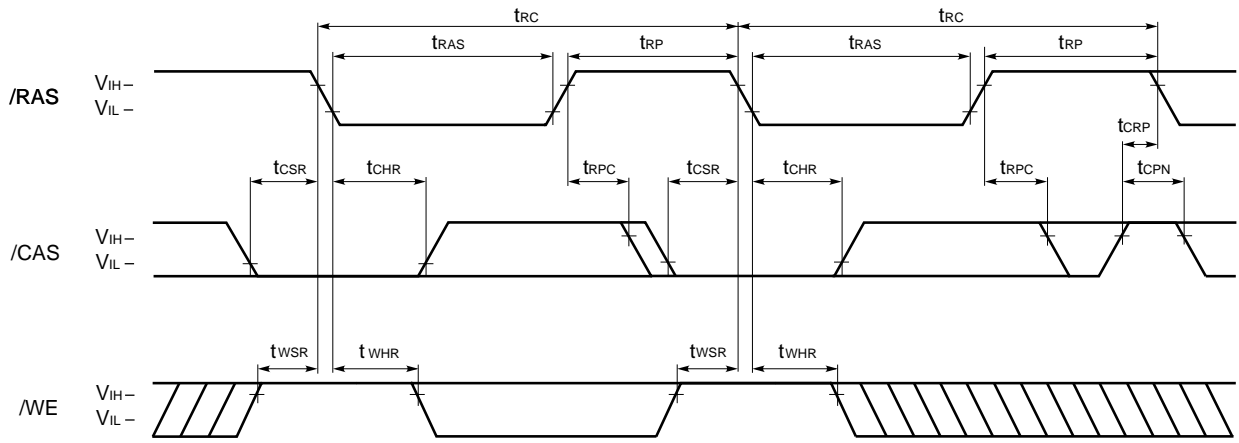 tRC tRC
tRAS tRP tRAS tRP
VIH –
/RAS
VIL –
tCRP
tCSR tCHR tRPC tCSR tCHR tRPC tCPN
VIH –
/CAS
VIL –
tWSR tWHR tWSR tWHR
VIH –
/WE
VIL –